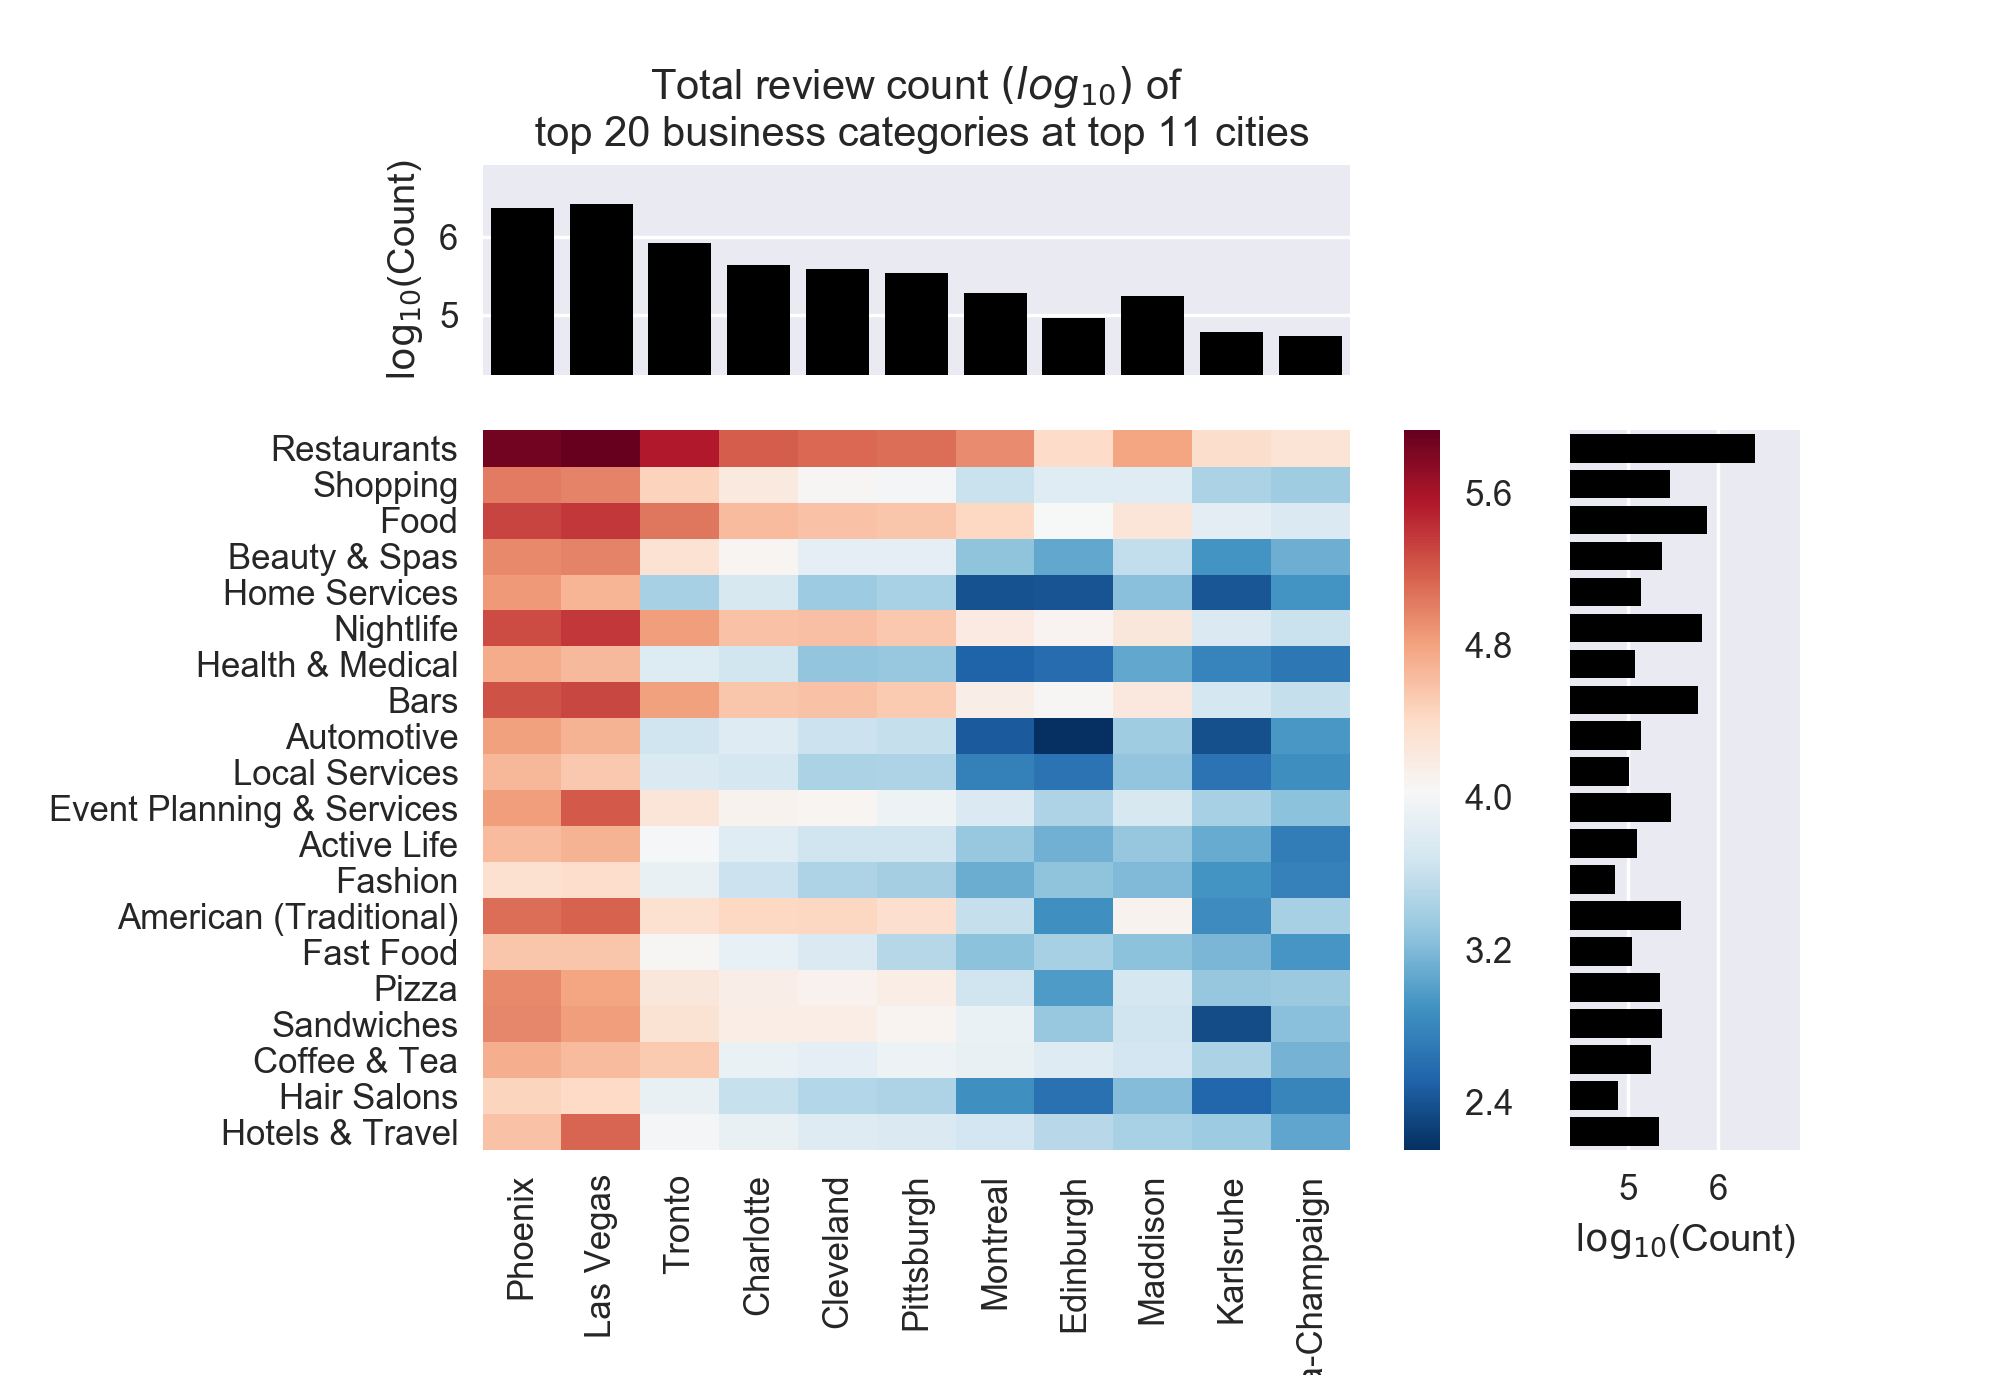 Total review count (log10) of
top 20 business categories at top 11 cities
log10(Count)
6
5
Restaurants
Shopping
Food
Beauty & Spas
Home Services
Nightlife
Health & Medical
Bars
Automotive
Local Services
Event Planning & Services
Active Life
Fashion
American (Traditional)
Fast Food
Pizza
Sandwiches
Coffee & Tea
Hair Salons
Hotels & Travel
Phoenix
Las Vegas
Tronto
Charlotte
Cleveland
Pittsburgh
Montreal
Edinburgh
Maddison
Karlsruhe
a-Champaign
5.6
4.8
4.0
3.2
2.4
5 6
log10(Count)